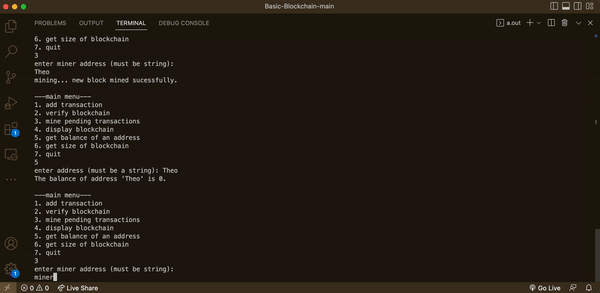 Basic-Blockchain-main
PROBLEMS OUTPUT TERMINAL DEBUG CONSOLE a.out
6. get size of blockchain
7. quit
3
enter miner address (must be string):
Theo
mining... new block mined sucessfully.
---main menu---
1. add transaction
2. verify blockchain
3. mine pending transactions
4. display blockchain
5. get balance of an address
6. get size of blockchain
7. quit
5
enter address (must be a string): Theo
The balance of address 'Theo' is 0.
---main menu---
1. add transaction
2. verify blockchain
3. mine pending transactions
4. display blockchain
5. get balance of an address
6. get size of blockchain
7. quit
3
enter miner address (must be string):
miner
1
1
0 0 Live Share Go Live